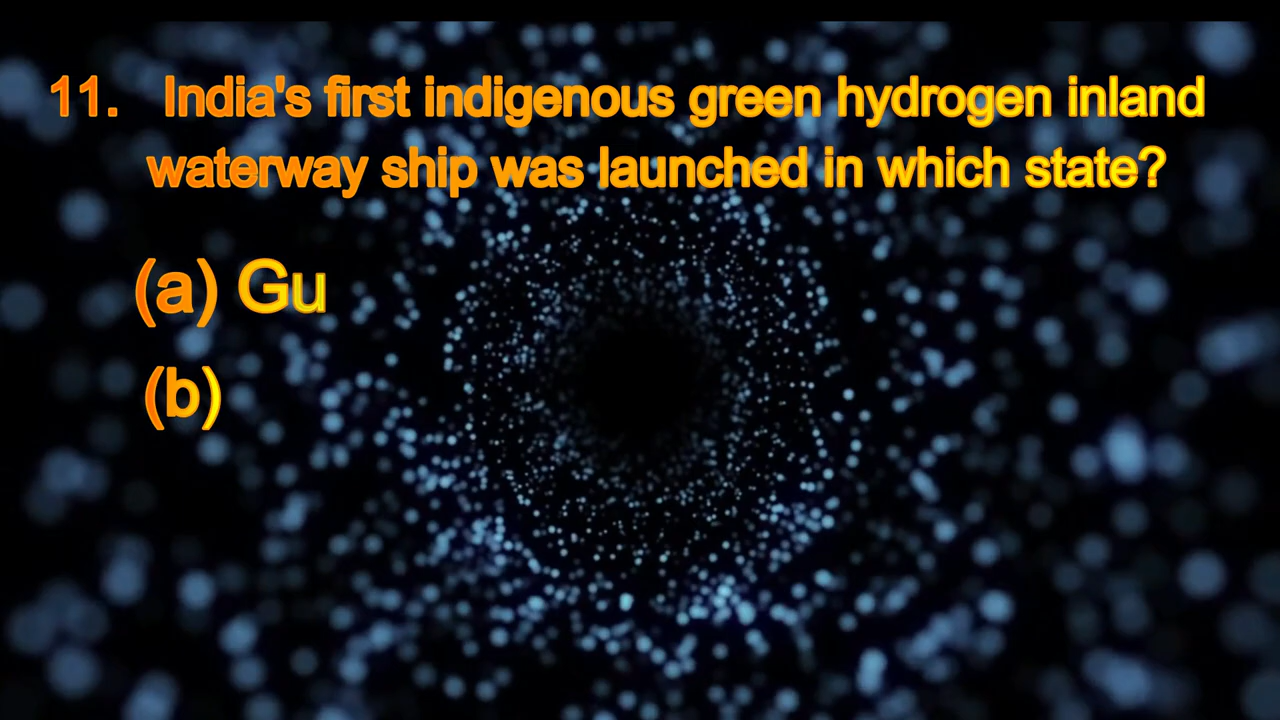 11. India's first indigenous green hydrogen inland
waterway ship was launched in which state?
(a) Gu
(b)